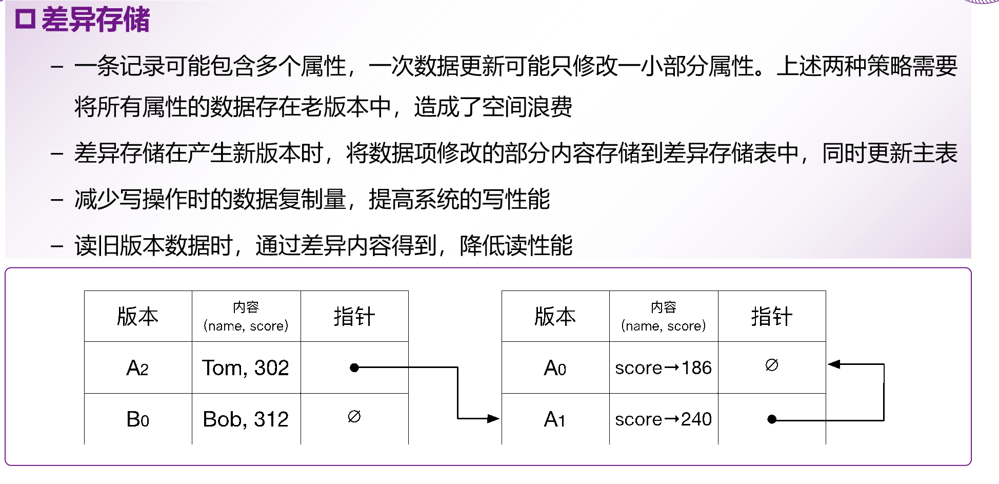 差异存储
– 一条记录可能包含多个属性，一次数据更新可能只修改一小部分属性。上述两种策略需要
将所有属性的数据存在老版本中，造成了空间浪费
– 差异存储在产生新版本时，将数据项修改的部分内容存储到差异存储表中，同时更新主表
– 减少写操作时的数据复制量，提高系统的写性能
– 读旧版本数据时，通过差异内容得到，降低读性能
版本 内容 (name, score) 指针
A2 Tom, 302
B0 Bob, 312 ∅
版本 内容 (name, score) 指针
A0 score→186 ∅
A1 score→240